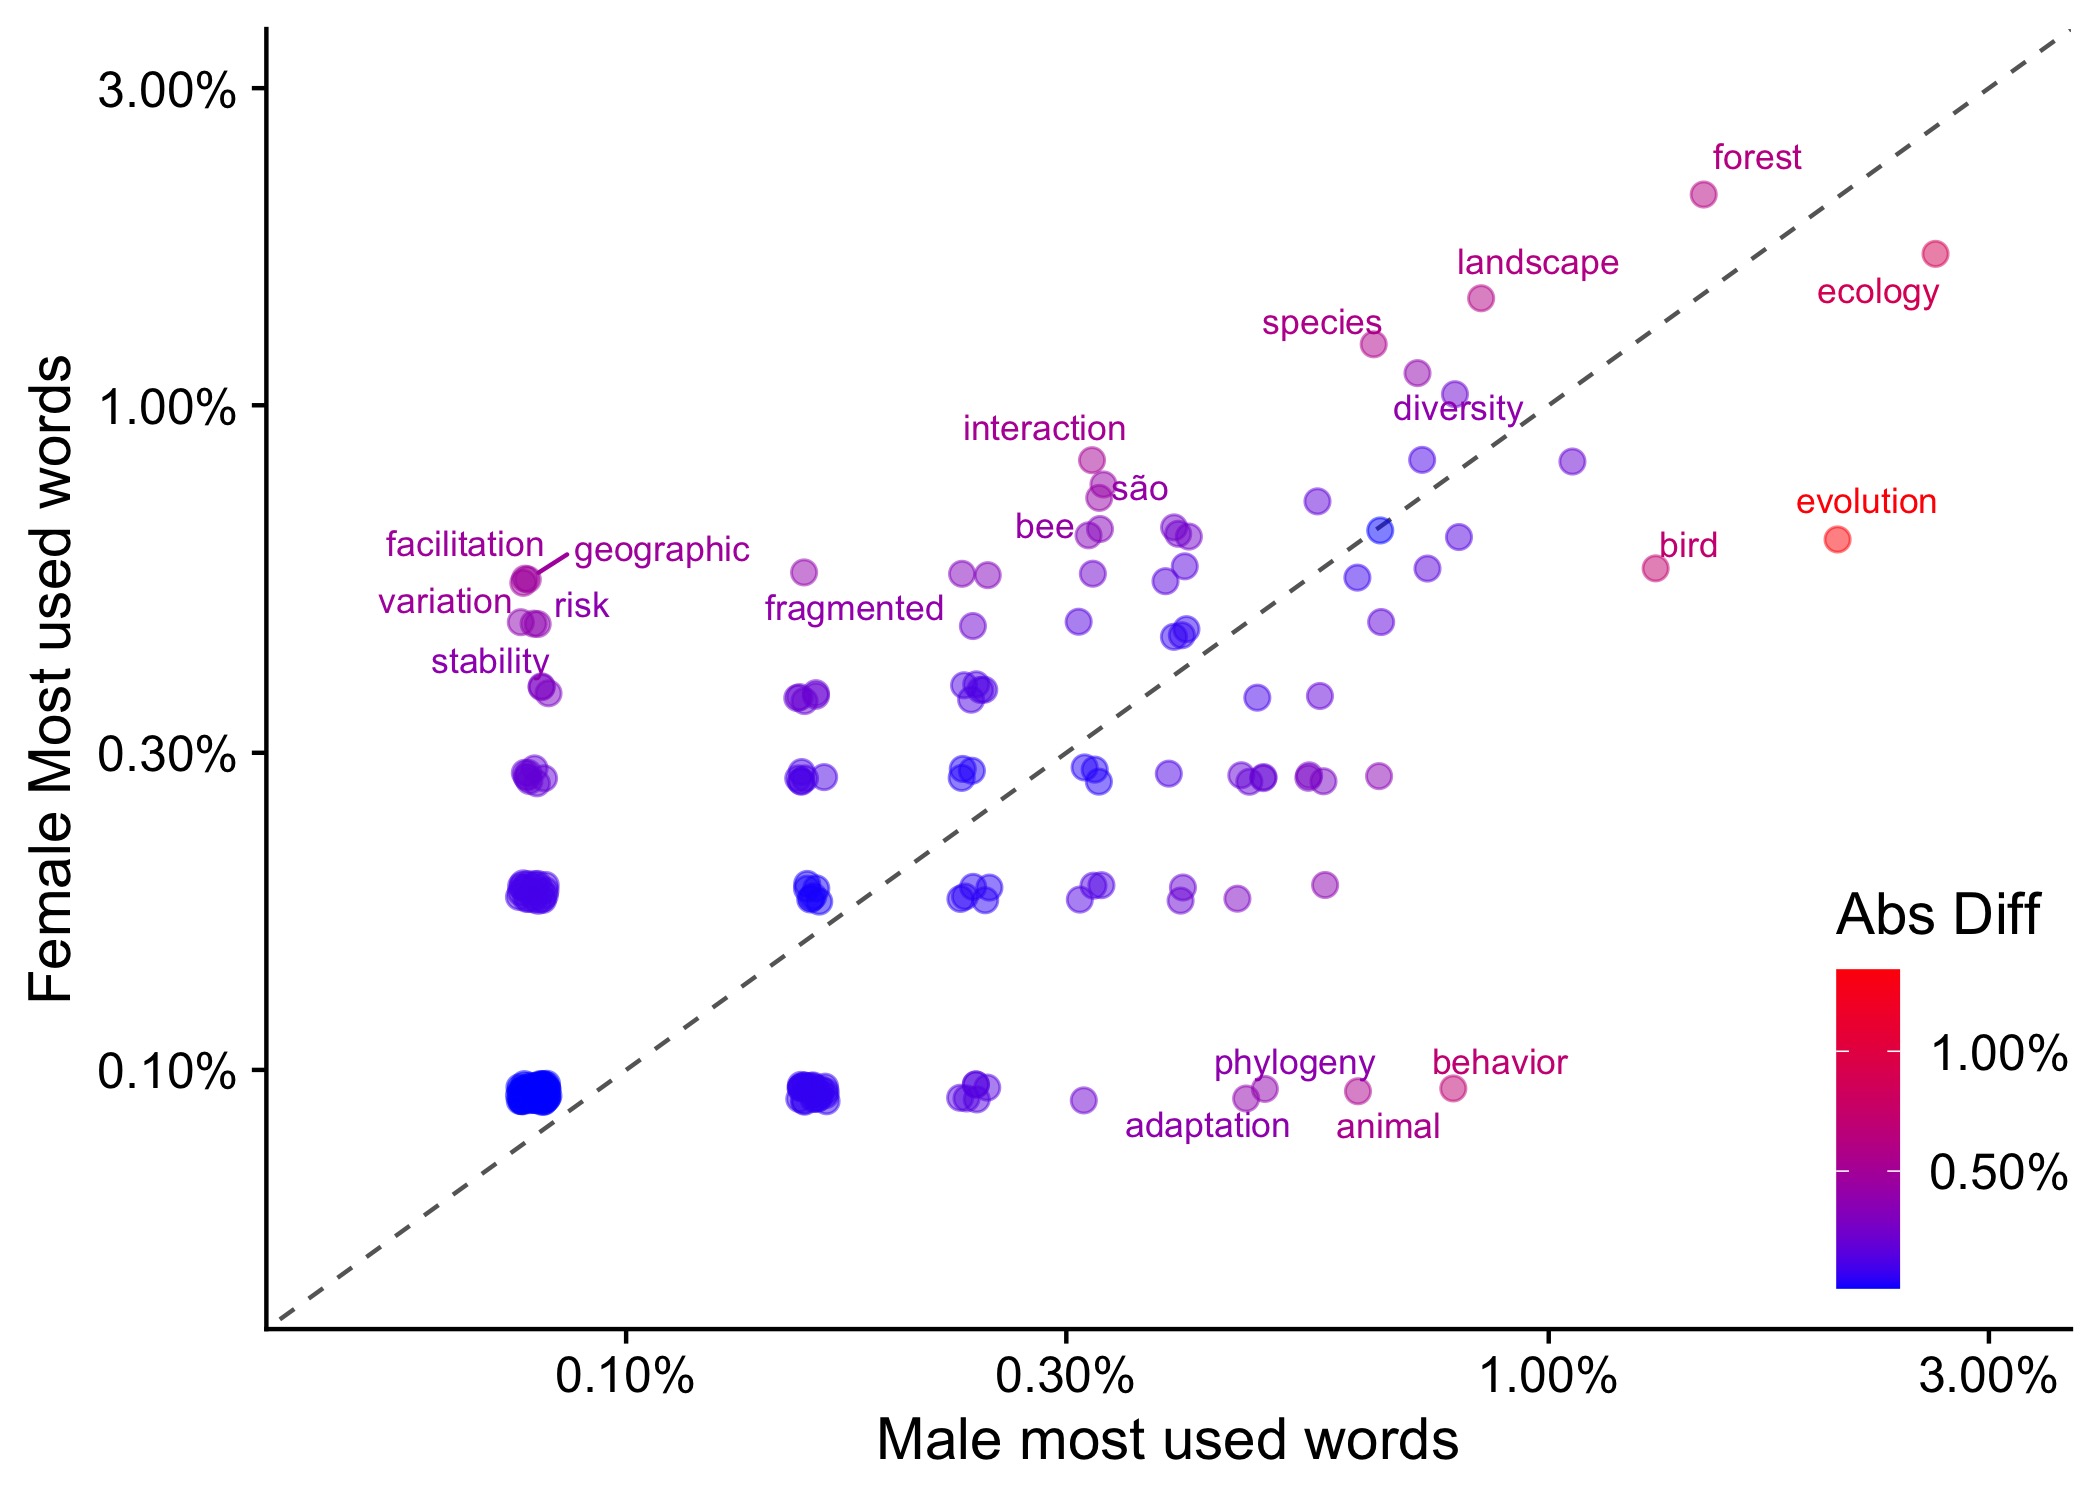 3.00%
forest
landscape
ecology
species
1.00%
diversity
interaction
são
evolution
bee
bird
facilitation
geographic
variation
risk
fragmented
stability
0.30%
Female Most used words
Abs Diff
1.00%
0.50%
0.10%
phylogeny
behavior
adaptation
animal
0.10%
0.30%
1.00%
3.00%
Male most used words